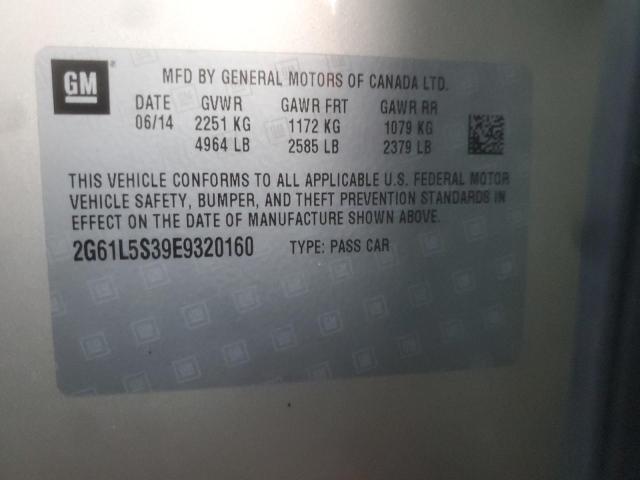 GM
MFD BY GENERAL MOTORS OF CANADA LTD.
DATE GVWR GAWR FRT GAWR RR
06/14 2251 KG 1172 KG 1079 KG
4964 LB 2585 LB 2379 LB
THIS VEHICLE CONFORMS TO ALL APPLICABLE U.S. FEDERAL MOTOR
VEHICLE SAFETY, BUMPER, AND THEFT PREVENTION STANDARDS IN
EFFECT ON THE DATE OF MANUFACTURE SHOWN ABOVE.
2G61L5S39E9320160 TYPE: PASS CAR